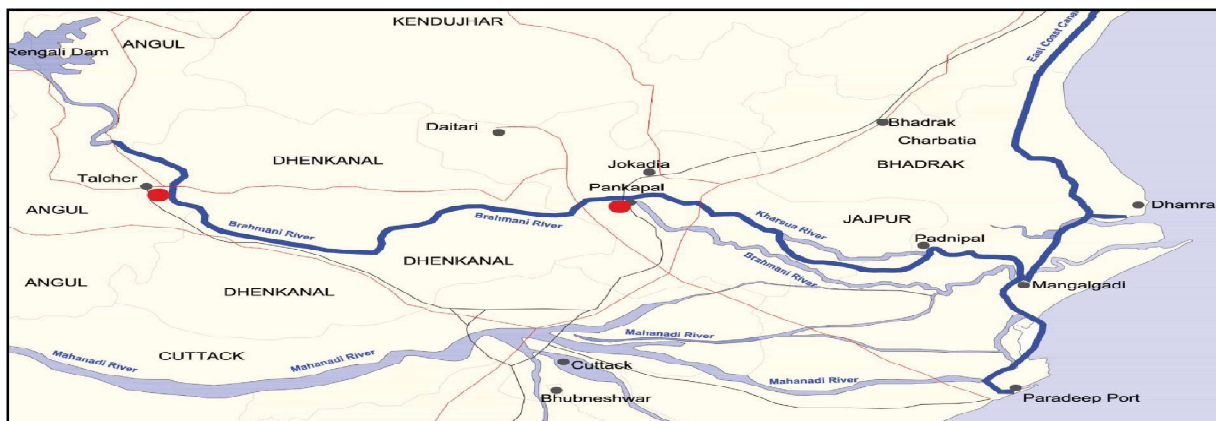 KENDUJHAR
ANGUL
Rengali Dam
East Coast Canal
Daitari
Bhadrak
Charbatia
DHENKANAL
Jokadia
BHADRAK
Talcher
Pankapal
ANGUL
Brahmani River
Brahmani River
Kharsua River
JAJPUR
Dhamra
Padnipal
DHENKANAL
Brahmani River
ANGUL
DHENKANAL
Mangalgadi
Mahanadi River
CUTTACK
Mahanadi River
Mahanadi River
Cuttack
Mahanadi River
Bhubneshwar
Paradeep Port